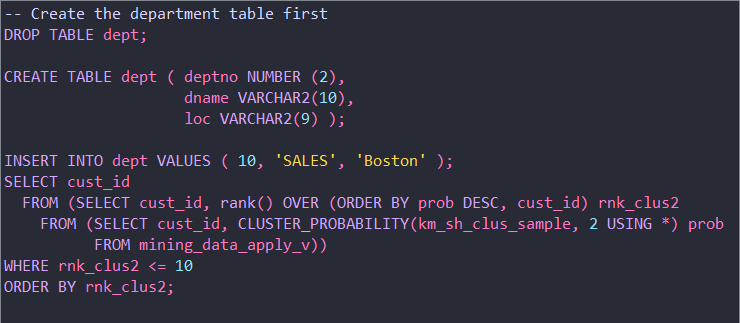 -- Create the department table first
DROP TABLE dept;
CREATE TABLE dept ( deptno NUMBER (2),
dname VARCHAR2(10),
loc VARCHAR2(9) );
INSERT INTO dept VALUES ( 10, 'SALES', 'Boston' );
SELECT cust_id
FROM (SELECT cust_id, rank() OVER (ORDER BY prob DESC, cust_id) rnk_clus2
FROM (SELECT cust_id, CLUSTER_PROBABILITY(km_sh_clus_sample, 2 USING *) prob
FROM mining_data_apply_v))
WHERE rnk_clus2 <= 10
ORDER BY rnk_clus2;